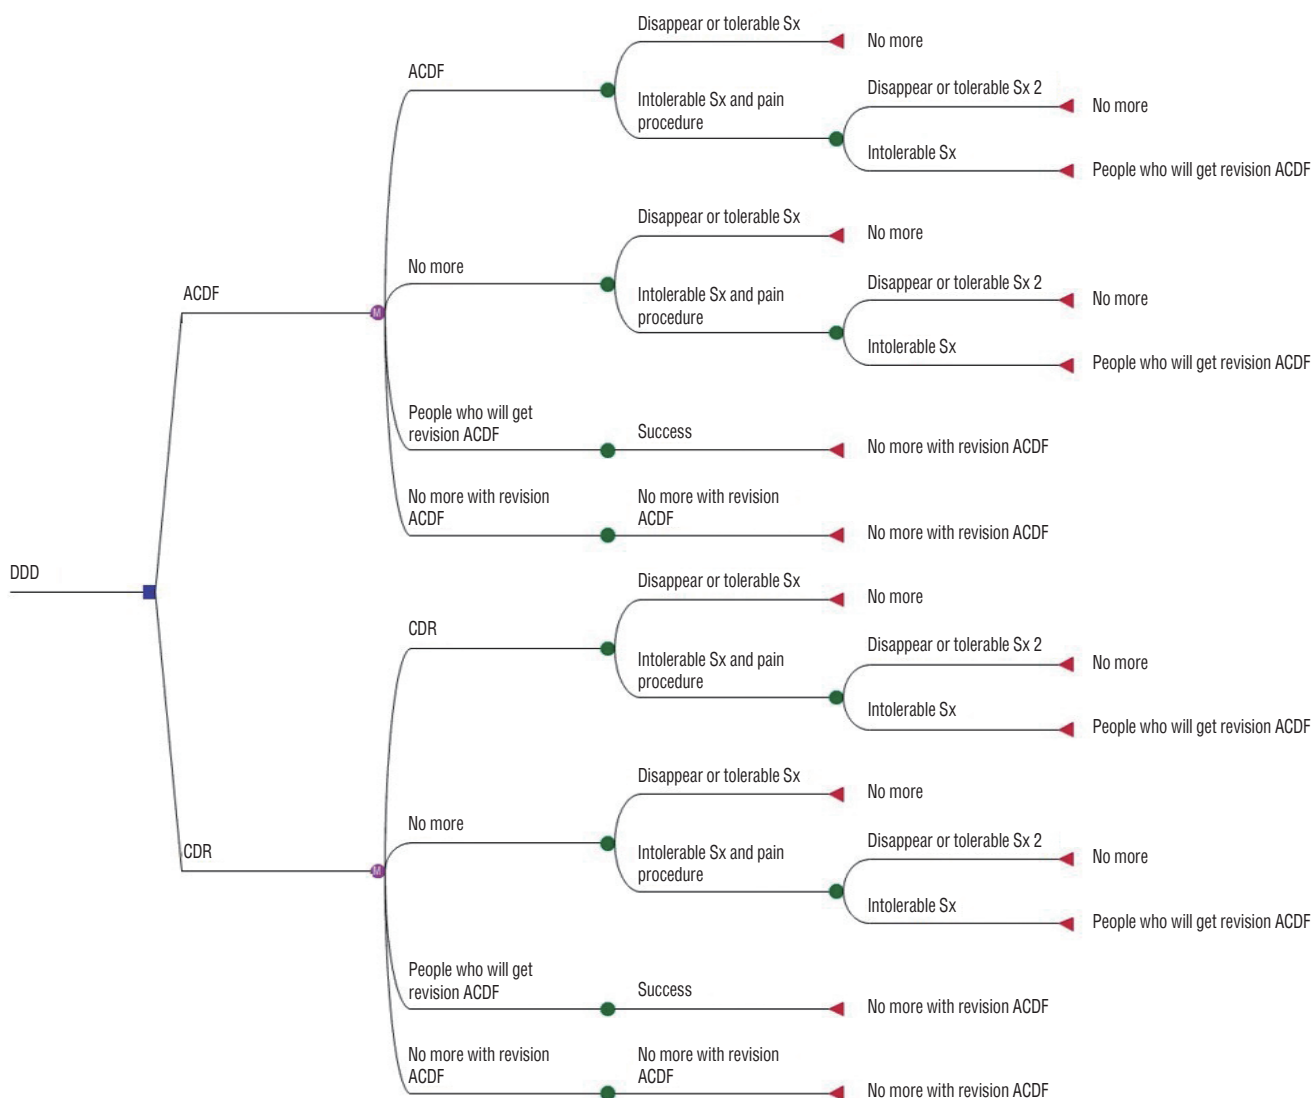 Disappear or tolerable Sx
No more
ACDF
Intolerable Sx and pain
procedure
Disappear or tolerable Sx 2
No more
Intolerable Sx
People who will get revision ACDF
Disappear or tolerable Sx
No more
No more
Intolerable Sx and pain
procedure
Disappear or tolerable Sx 2
No more
Intolerable Sx
People who will get revision ACDF
ACDF
M
People who will get
revision ACDF
Success
No more with revision ACDF
No more with revision
ACDF
No more with revision
ACDF
No more with revision ACDF
DDD
Disappear or tolerable Sx
No more
CDR
Intolerable Sx and pain
procedure
Disappear or tolerable Sx 2
No more
Intolerable Sx
People who will get revision ACDF
Disappear or tolerable Sx
No more
No more
Intolerable Sx and pain
procedure
Disappear or tolerable Sx 2
No more
Intolerable Sx
People who will get revision ACDF
CDR
M
People who will get
revision ACDF
Success
No more with revision ACDF
No more with revision
ACDF
No more with revision
ACDF
No more with revision ACDF